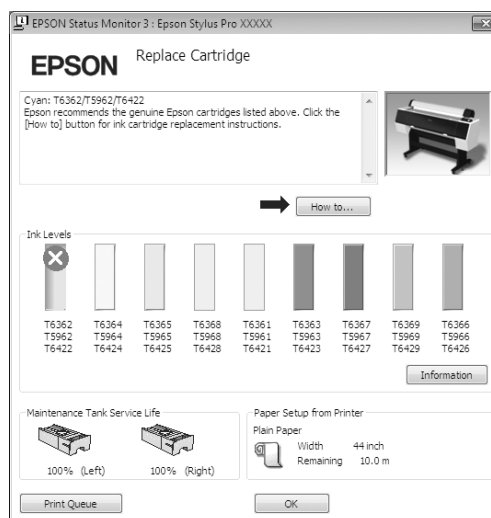 EPSON Status Monitor 3 : Epson Stylus Pro XXXXX
EPSON
Replace Cartridge
Cyan: T6362/T5962/T6422
Epson recommends the genuine Epson cartridges listed above. Click the
[How to] button for ink cartridge replacement instructions.
How to...
Ink Levels
T6362 T6364 T6365 T6368 T6361 T6363 T6367 T6369 T6366
T5962 T5964 T5965 T5968 T5961 T5963 T5967 T5969 T5966
T6422 T6424 T6425 T6428 T6421 T6423 T6427 T6429 T6426
Information
Maintenance Tank Service Life
100% (Left) 100% (Right)
Paper Setup from Printer
Plain Paper
Width 44 inch
Remaining 10.0 m
Print Queue
OK